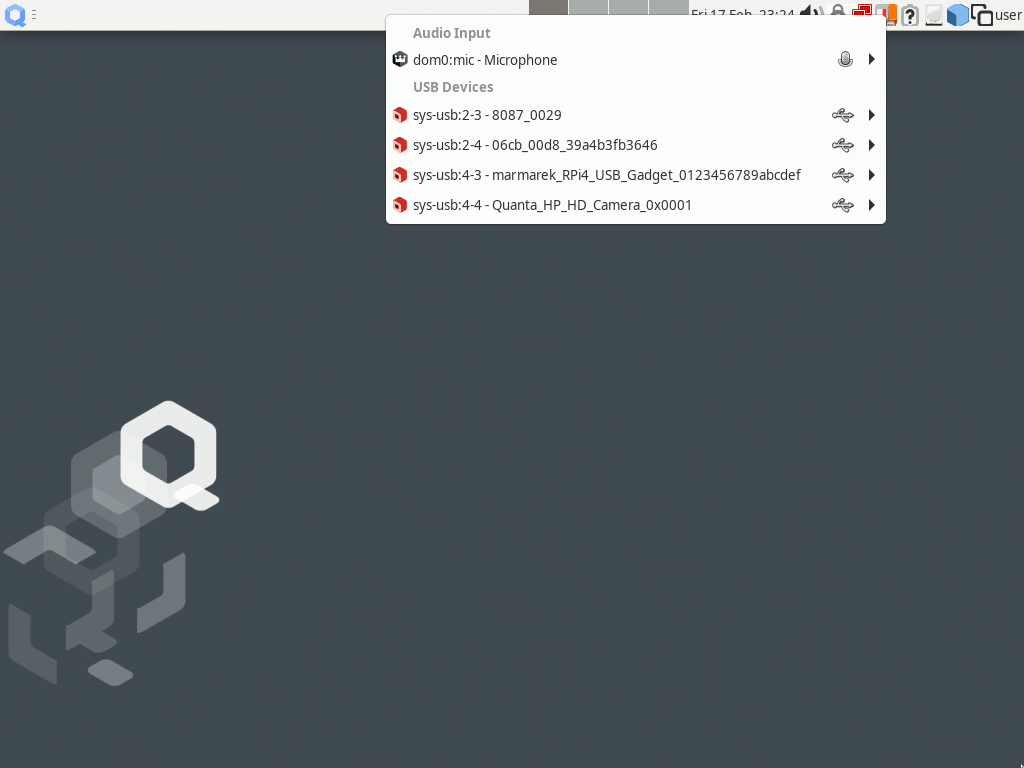 Fri 17 Feb, 23:24
user
Audio Input
dom0:mic - Microphone
USB Devices
sys-usb:2-3 - 8087_0029
sys-usb:2-4 - 06cb_00d8_39a4b3fb3646
sys-usb:4-3 - marmarek_RPi4_USB_Gadget_0123456789abcdef
sys-usb:4-4 - Quanta_HP_HD_Camera_0x0001